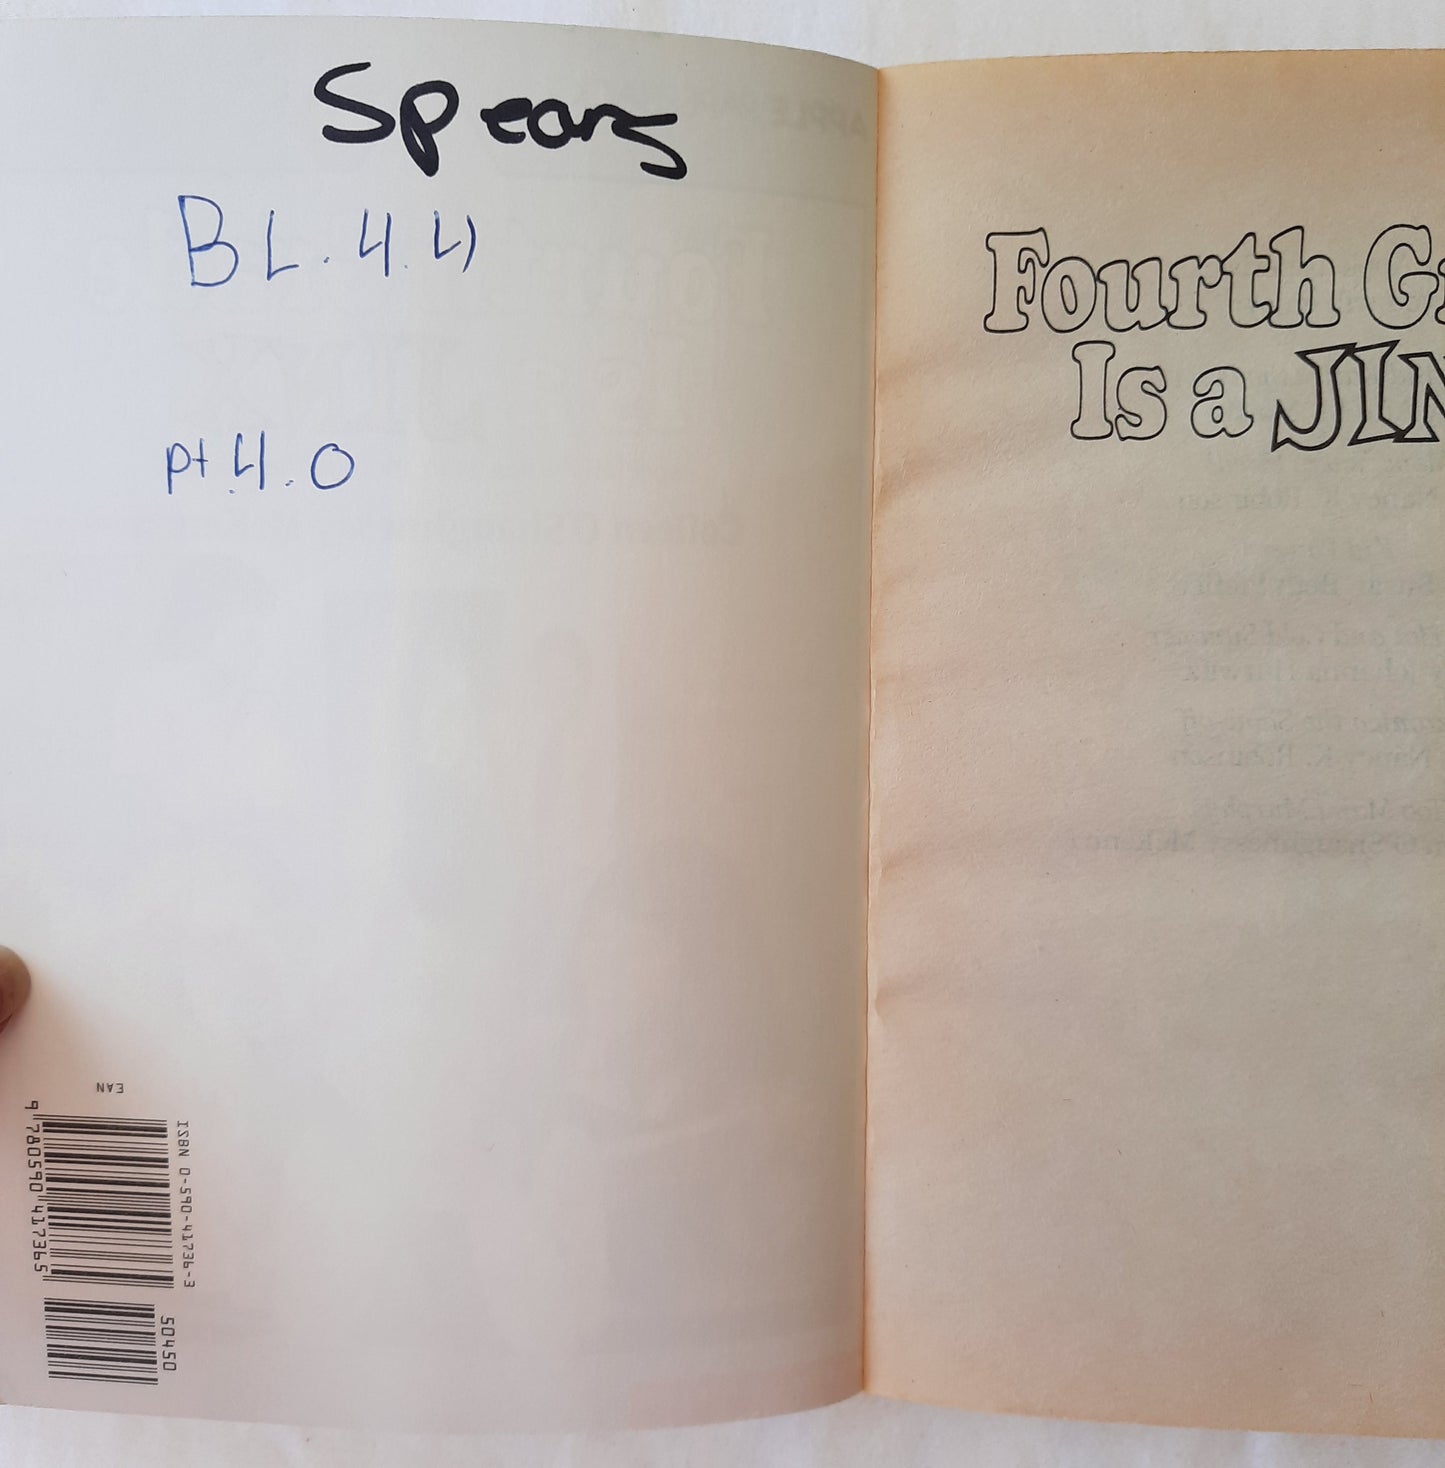 Spears
BL. 4.4
pt 4.0
EAN
9 780590 417365
ISBN 0-590-41736-3
50450
Fourth Gr
Is a JIN